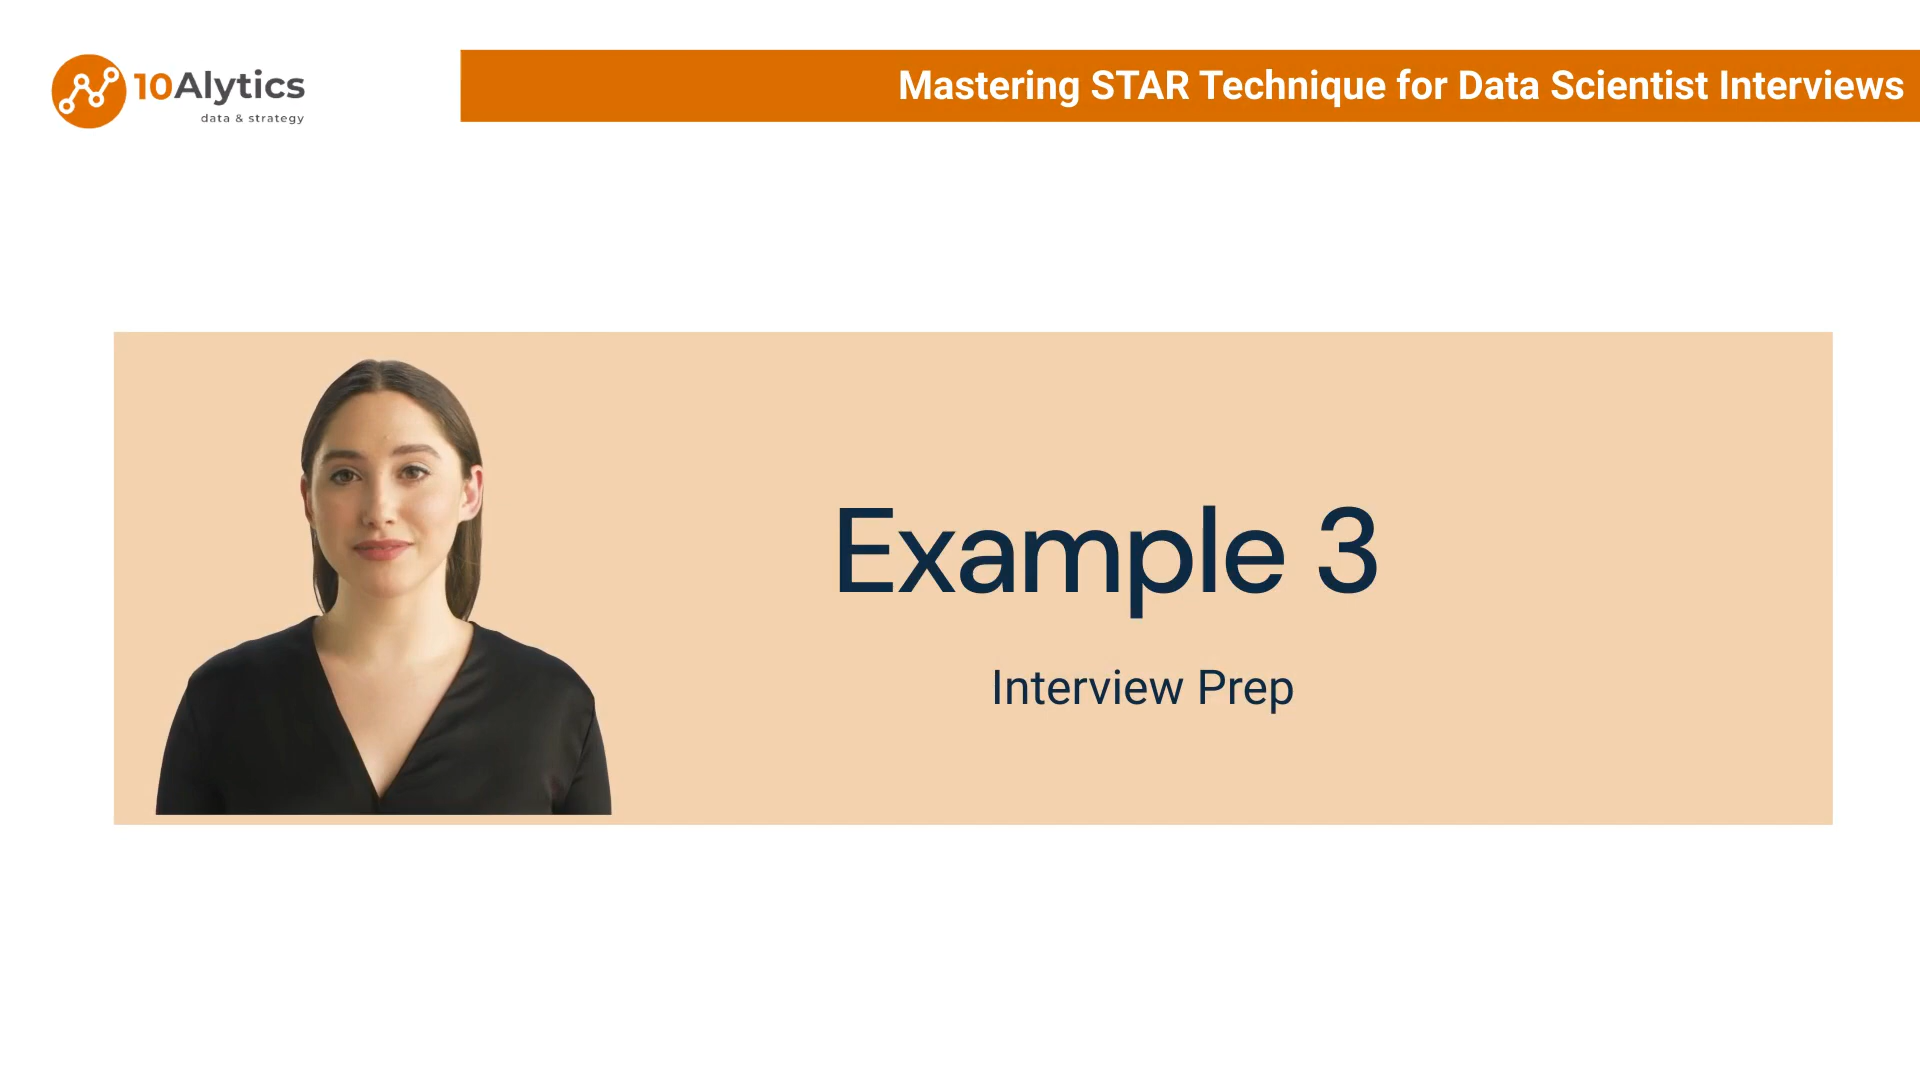 10Alytics
data & strategy
Mastering STAR Technique for Data Scientist Interviews
Example 3
Interview Prep